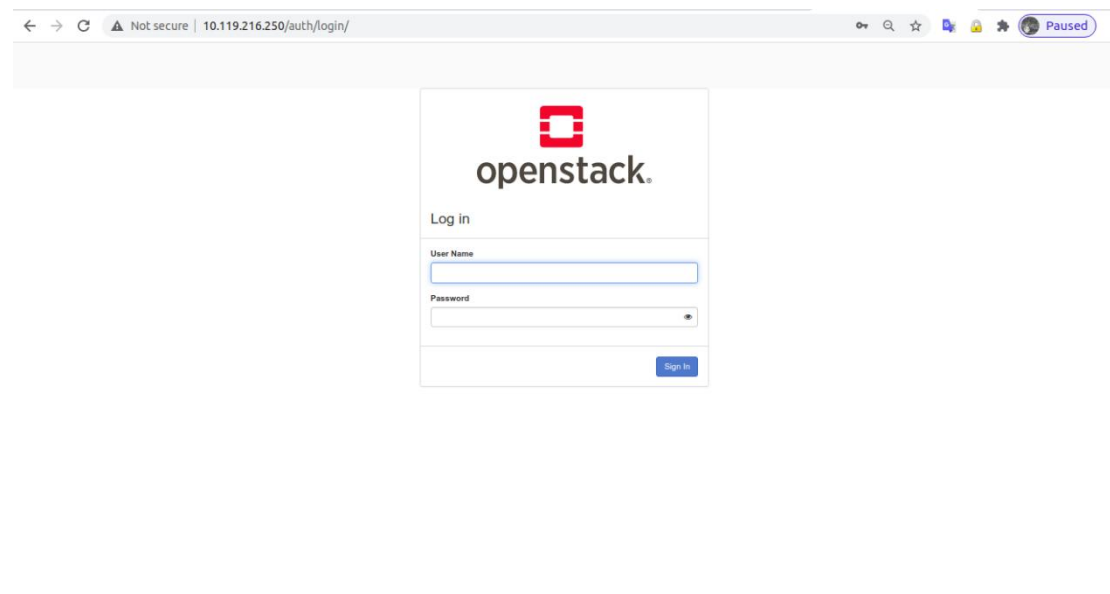 Not secure | 10.119.216.250/auth/login/
Paused
openstack.
Log in
User Name
Password
Sign In